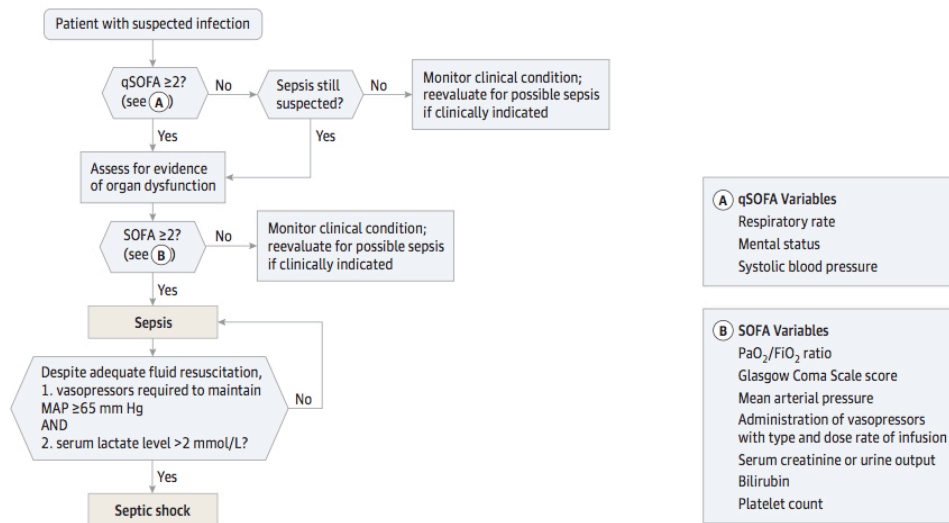 Patient with suspected infection
qSOFA ≥2?
(see A)
No
Sepsis still
suspected?
No
Monitor clinical condition;
reevaluate for possible sepsis
if clinically indicated
Yes
Yes
Assess for evidence
of organ dysfunction
SOFA ≥2?
(see B)
No
Monitor clinical condition;
reevaluate for possible sepsis
if clinically indicated
Yes
Sepsis
Despite adequate fluid resuscitation,
1. vasopressors required to maintain
MAP ≥65 mm Hg
AND
2. serum lactate level >2 mmol/L?
No
Yes
Septic shock
A qSOFA Variables
Respiratory rate
Mental status
Systolic blood pressure
B SOFA Variables
PaO₂/FiO₂ ratio
Glasgow Coma Scale score
Mean arterial pressure
Administration of vasopressors
with type and dose rate of infusion
Serum creatinine or urine output
Bilirubin
Platelet count